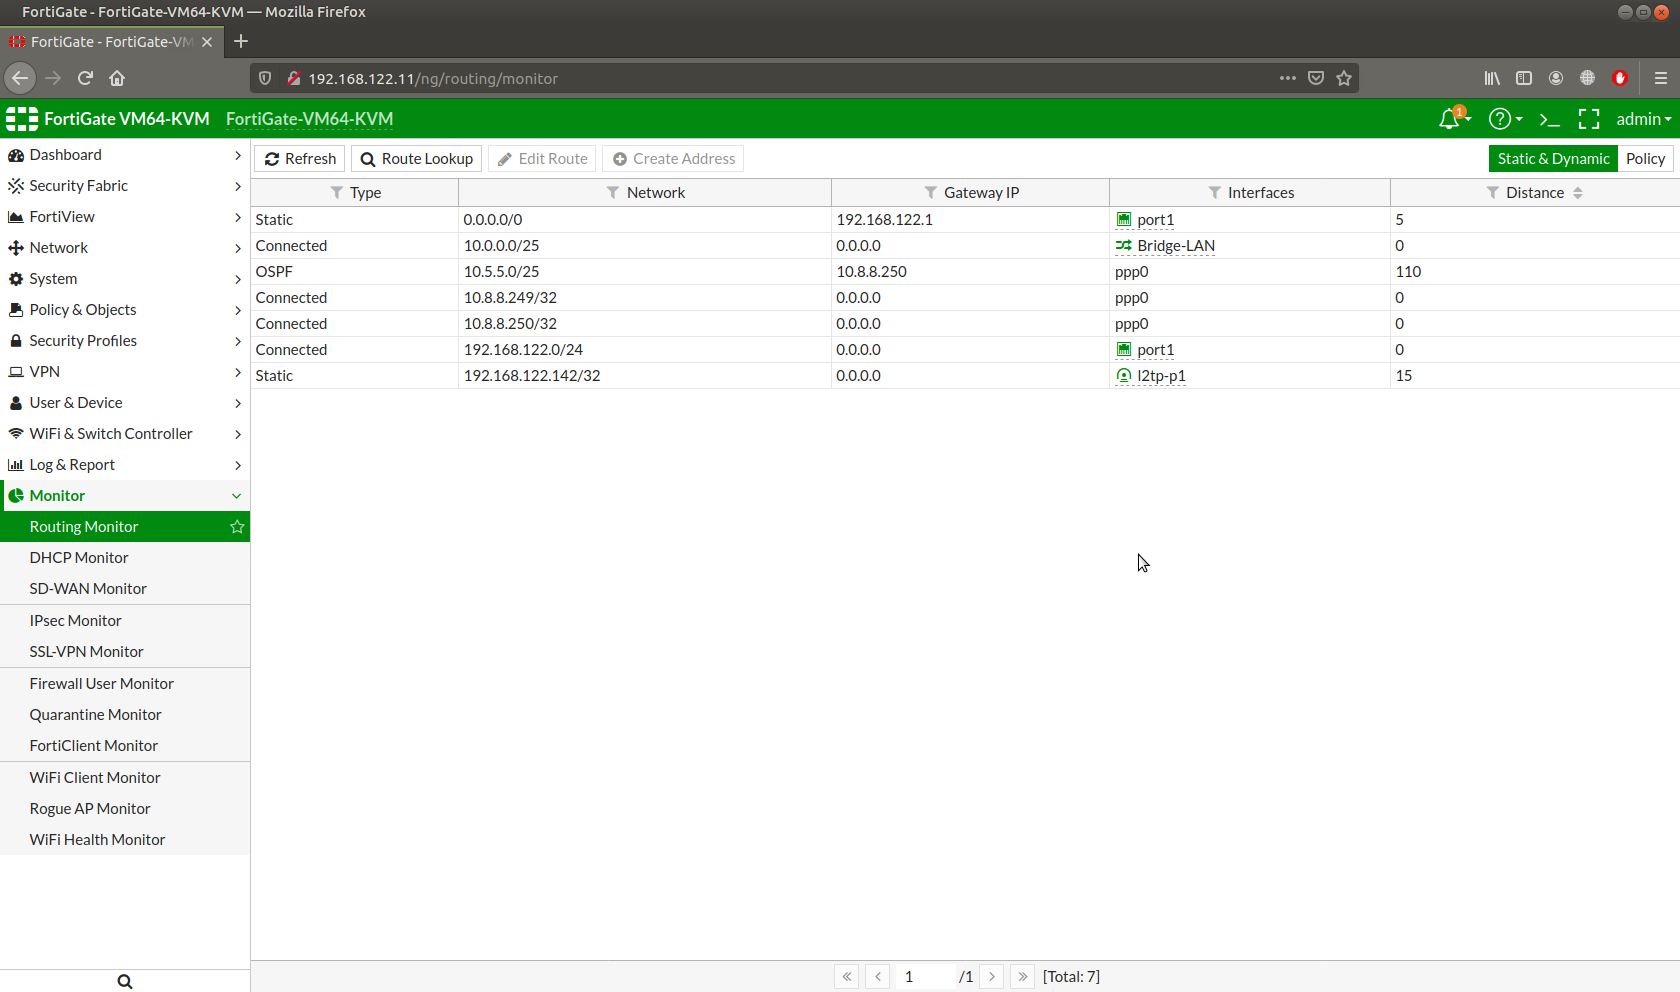 FortiGate - FortiGate-VM64-KVM — Mozilla Firefox
FortiGate - FortiGate-VM
192.168.122.11/ng/routing/monitor
FortiGate VM64-KVM FortiGate-VM64-KVM 1 admin
Dashboard
Security Fabric
FortiView
Network
System
Policy & Objects
Security Profiles
VPN
User & Device
WiFi & Switch Controller
Log & Report
Monitor
Routing Monitor
DHCP Monitor
SD-WAN Monitor
IPsec Monitor
SSL-VPN Monitor
Firewall User Monitor
Quarantine Monitor
FortiClient Monitor
WiFi Client Monitor
Rogue AP Monitor
WiFi Health Monitor
Refresh Route Lookup Edit Route Create Address Static & Dynamic Policy
Type Network Gateway IP Interfaces Distance
Static 0.0.0.0/0 192.168.122.1 port1 5
Connected 10.0.0.0/25 0.0.0.0 Bridge-LAN 0
OSPF 10.5.5.0/25 10.8.8.250 ppp0 110
Connected 10.8.8.249/32 0.0.0.0 ppp0 0
Connected 10.8.8.250/32 0.0.0.0 ppp0 0
Connected 192.168.122.0/24 0.0.0.0 port1 0
Static 192.168.122.142/32 0.0.0.0 l2tp-p1 15
1 /1 [Total: 7]